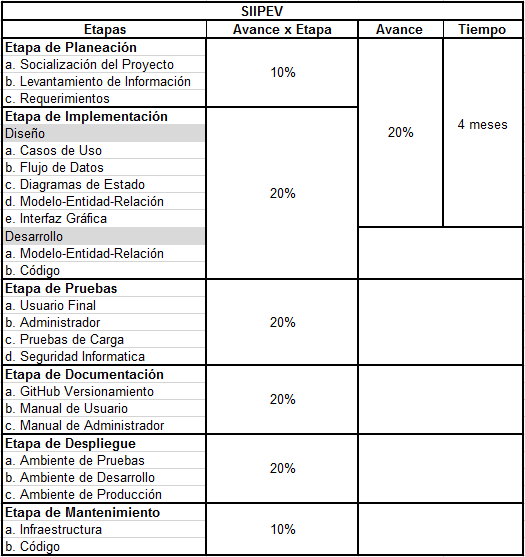 SIIPEV
Etapas Avance x Etapa Avance Tiempo
Etapa de Planeación
a. Socialización del Proyecto
b. Levantamiento de Información
c. Requerimientos
10%
Etapa de Implementación
Diseño
a. Casos de Uso
b. Flujo de Datos
c. Diagramas de Estado
d. Modelo-Entidad-Relación
e. Interfaz Gráfica
Desarrollo
a. Modelo-Entidad-Relación
b. Código
20%
20%
4 meses
Etapa de Pruebas
a. Usuario Final
b. Administrador
c. Pruebas de Carga
d. Seguridad Informatica
20%
Etapa de Documentación
a. GitHub Versionamiento
b. Manual de Usuario
c. Manual de Administrador
20%
Etapa de Despliegue
a. Ambiente de Pruebas
b. Ambiente de Desarrollo
c. Ambiente de Producción
20%
Etapa de Mantenimiento
a. Infraestructura
b. Código
10%